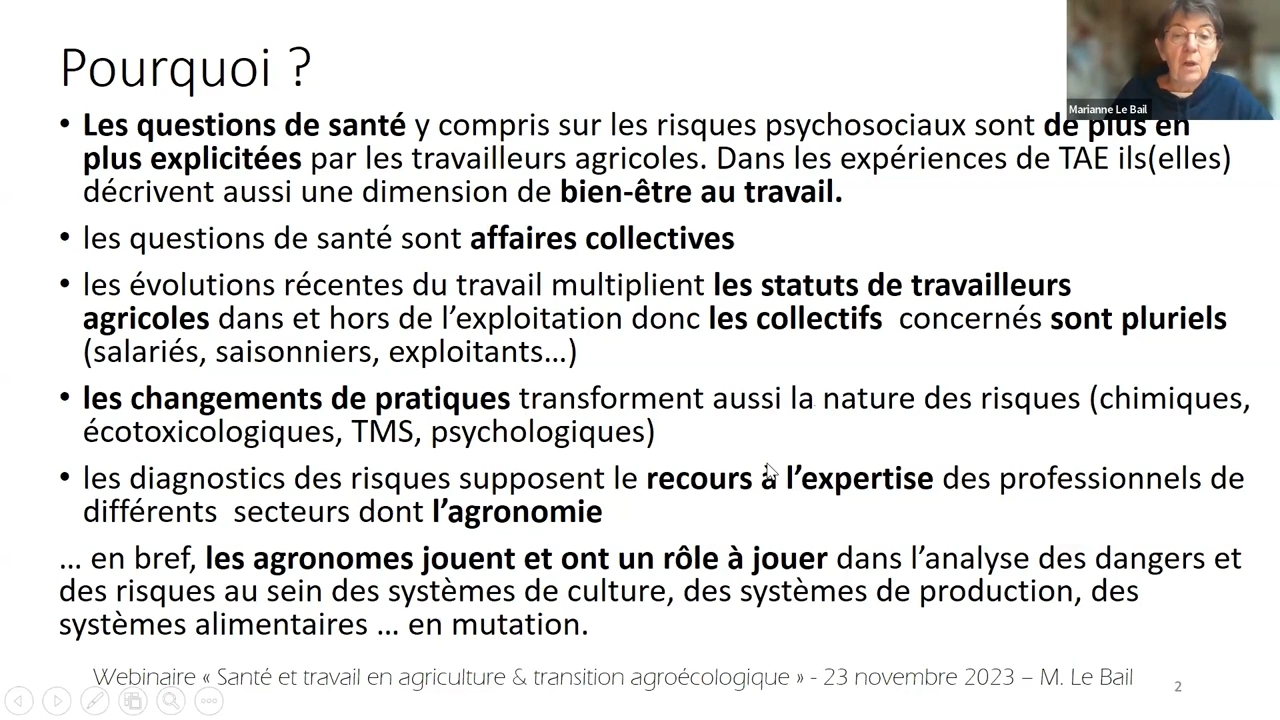 Pourquoi ?
Marianne Le Bail
• Les questions de santé y compris sur les risques psychosociaux sont de plus en
plus explicitées par les travailleurs agricoles. Dans les expériences de TAE ils(elles)
décrivent aussi une dimension de bien-être au travail.
• les questions de santé sont affaires collectives
• les évolutions récentes du travail multiplient les statuts de travailleurs
agricoles dans et hors de l’exploitation donc les collectifs  concernés sont pluriels
(salariés, saisonniers, exploitants…)
• les changements de pratiques transforment aussi la nature des risques (chimiques,
écotoxicologiques, TMS, psychologiques)
• les diagnostics des risques supposent le recours à l’expertise des professionnels de
différents  secteurs dont l’agronomie
… en bref, les agronomes jouent et ont un rôle à jouer dans l’analyse des dangers et
des risques au sein des systèmes de culture, des systèmes de production, des
systèmes alimentaires … en mutation.
Webinaire « Santé et travail en agriculture & transition agroécologique » - 23 novembre 2023 – M. Le Bail
2